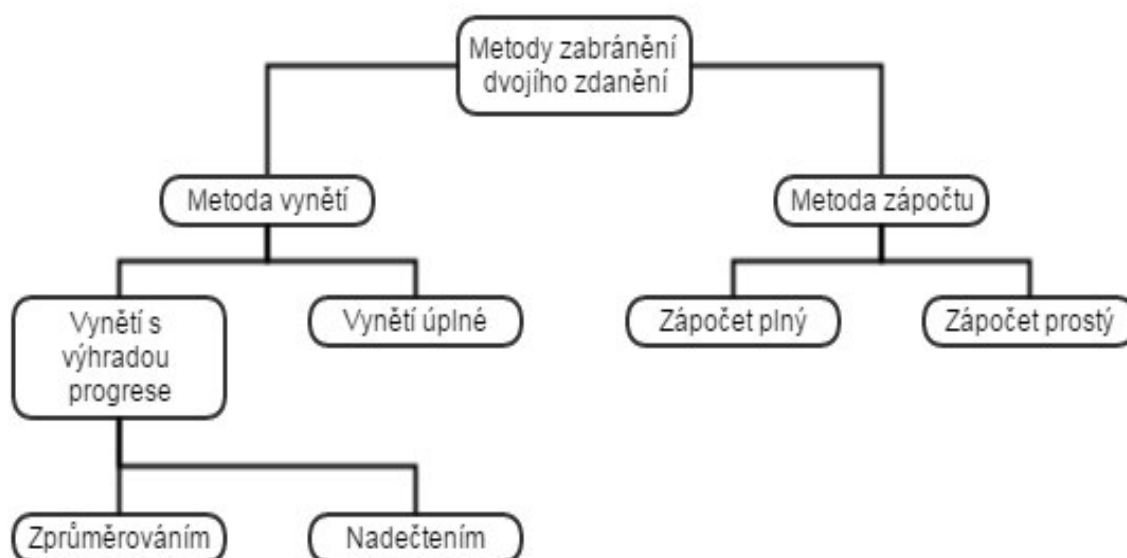 Metody zabránění
dvojího zdanění
Metoda vynětí
Metoda zápočtu
Vynětí s
výhradou
progrese
Vynětí úplné
Zápočet plný
Zápočet prostý
Zprůměrováním
Nadečtením